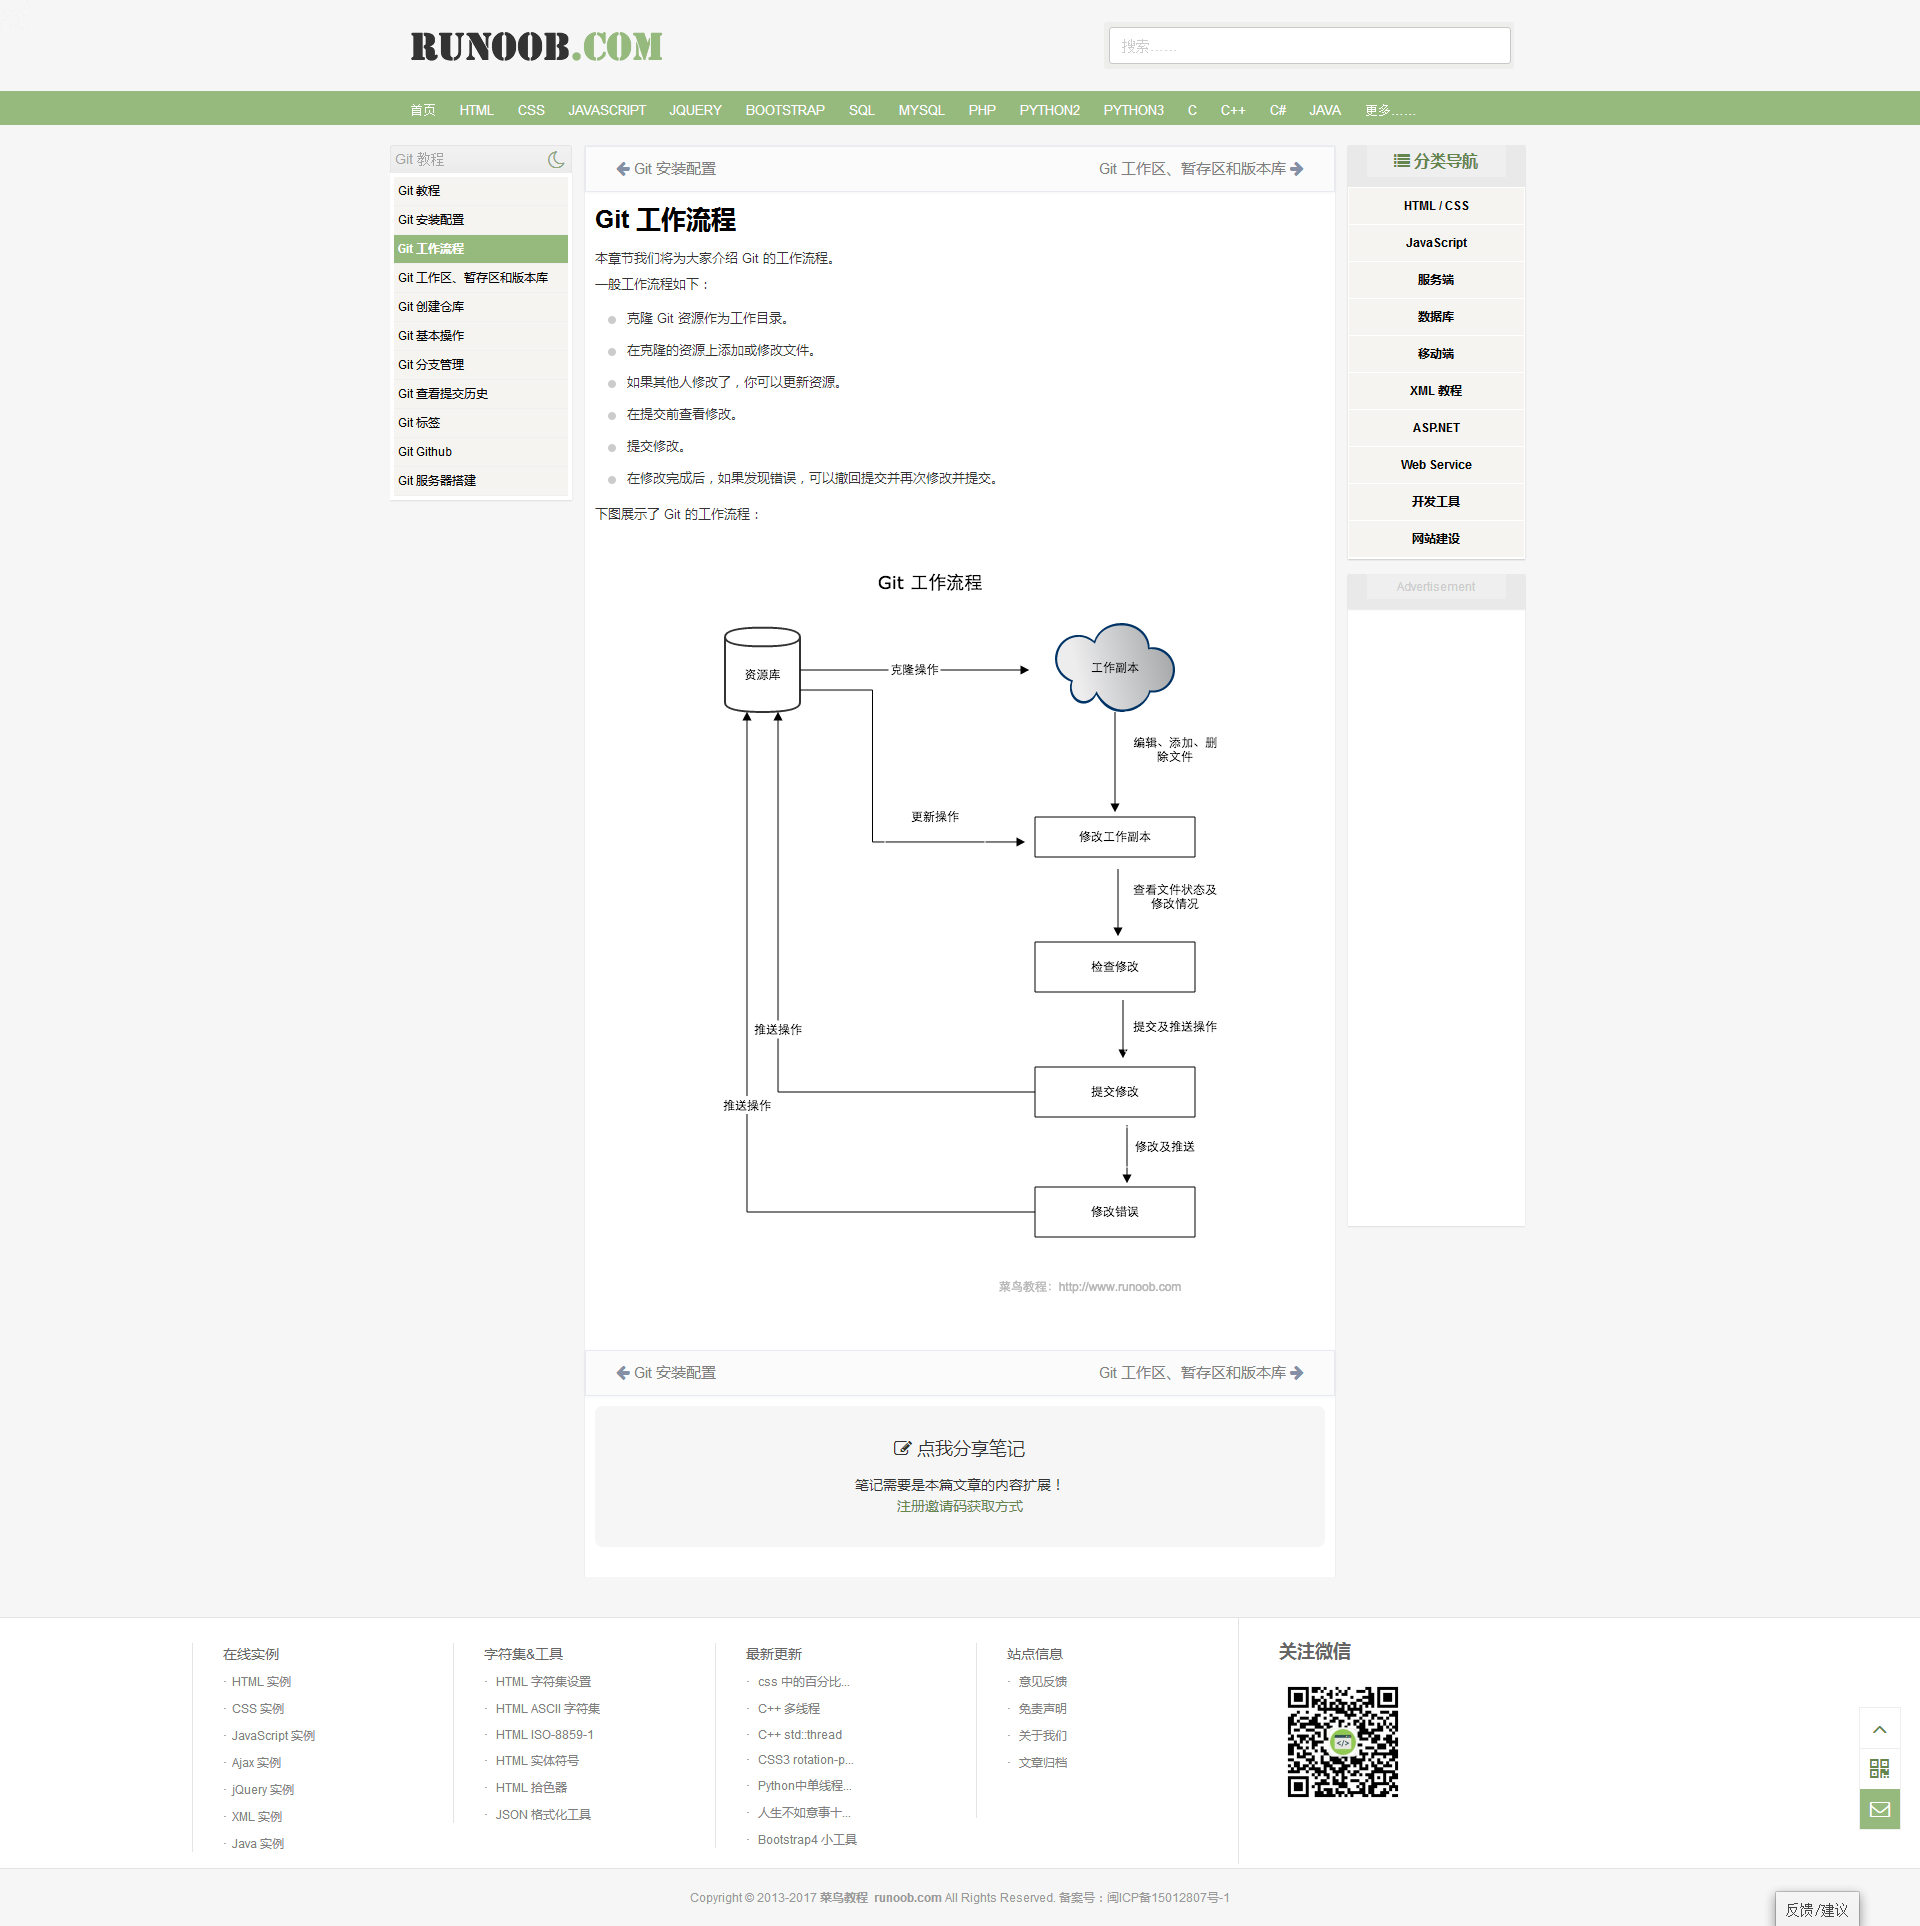 RUNOOB.COM
搜索……
首页 HTML CSS JAVASCRIPT JQUERY BOOTSTRAP SQL MYSQL PHP PYTHON2 PYTHON3 C C++ C# JAVA 更多……
Git 教程
Git 教程
Git 安装配置
Git 工作流程
Git 工作区、暂存区和版本库
Git 创建仓库
Git 基本操作
Git 分支管理
Git 查看提交历史
Git 标签
Git Github
Git 服务器搭建
Git 安装配置
Git 工作区、暂存区和版本库
Git 工作流程
本章节我们将为大家介绍 Git 的工作流程。
一般工作流程如下：
克隆 Git 资源作为工作目录。
在克隆的资源上添加或修改文件。
如果其他人修改了，你可以更新资源。
在提交前查看修改。
提交修改。
在修改完成后，如果发现错误，可以撤回提交并再次修改并提交。
下图展示了 Git 的工作流程：
Git 工作流程
资源库
克隆操作
工作副本
编辑、添加、删
除文件
更新操作
修改工作副本
查看文件状态及
修改情况
检查修改
推送操作
提交及推送操作
提交修改
推送操作
修改及推送
修改错误
菜鸟教程：http://www.runoob.com
Git 安装配置
Git 工作区、暂存区和版本库
点我分享笔记
笔记需要是本篇文章的内容扩展！
注册邀请码获取方式
分类导航
HTML / CSS
JavaScript
服务端
数据库
移动端
XML 教程
ASP.NET
Web Service
开发工具
网站建设
Advertisement
在线实例
· HTML 实例
· CSS 实例
· JavaScript 实例
· Ajax 实例
· jQuery 实例
· XML 实例
· Java 实例
字符集&工具
· HTML 字符集设置
· HTML ASCII 字符集
· HTML ISO-8859-1
· HTML 实体符号
· HTML 拾色器
· JSON 格式化工具
最新更新
· css 中的百分比...
· C++ 多线程
· C++ std::thread
· CSS3 rotation-p...
· Python中单线程...
· 人生不如意事十...
· Bootstrap4 小工具
站点信息
· 意见反馈
· 免责声明
· 关于我们
· 文章归档
关注微信
Copyright © 2013-2017 菜鸟教程 runoob.com All Rights Reserved. 备案号：闽ICP备15012807号-1
反馈/建议